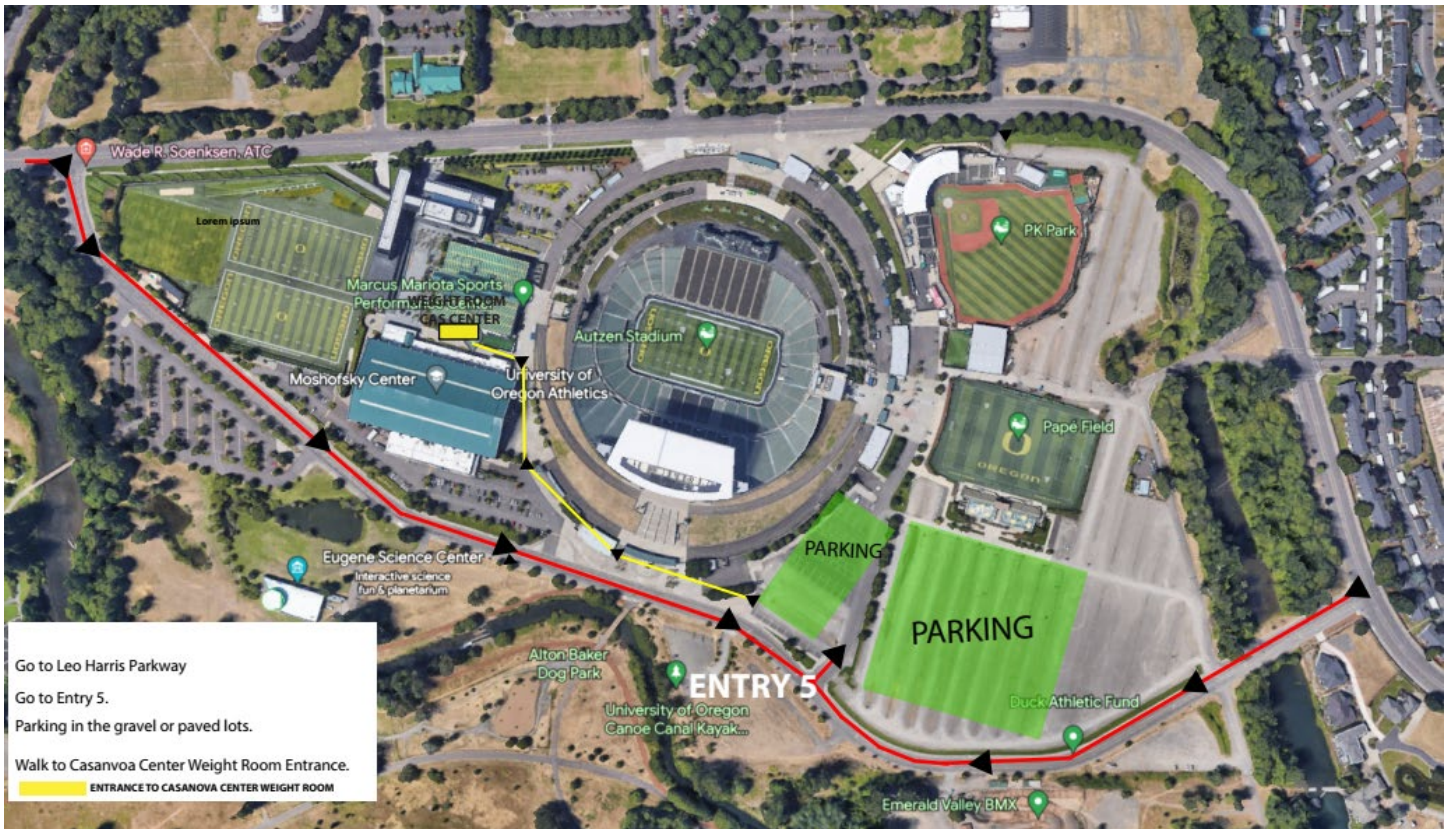 Wade R. Soenksen, ATC
Lorem ipsum
PK Park
Marcus Mariota Sports
Performance Center
WEIGHT ROOM
CAS CENTER
Autzen Stadium
Moshofsky Center
University of
Oregon Athletics
Pape Field
OREGON
PARKING
PARKING
Eugene Science Center
Interactive science
fun & planetarium
Alton Baker
Dog Park
ENTRY 5
University of Oregon
Canoe Canal Kayak...
Duck Athletic Fund
Emerald Valley BMX
Go to Leo Harris Parkway
Go to Entry 5.
Parking in the gravel or paved lots.
Walk to Casanvoa Center Weight Room Entrance.
ENTRANCE TO CASANOVA CENTER WEIGHT ROOM